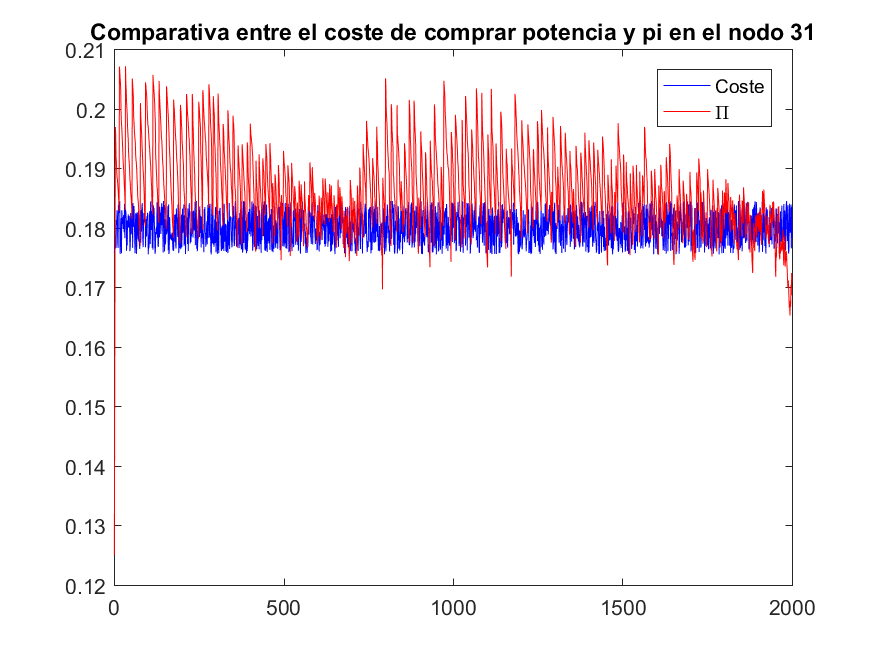 Comparativa entre el coste de comprar potencia y pi en el nodo 31
0.21
Coste
Π
0.2
0.19
0.18
0.17
0.16
0.15
0.14
0.13
0.12
0 500 1000 1500 2000